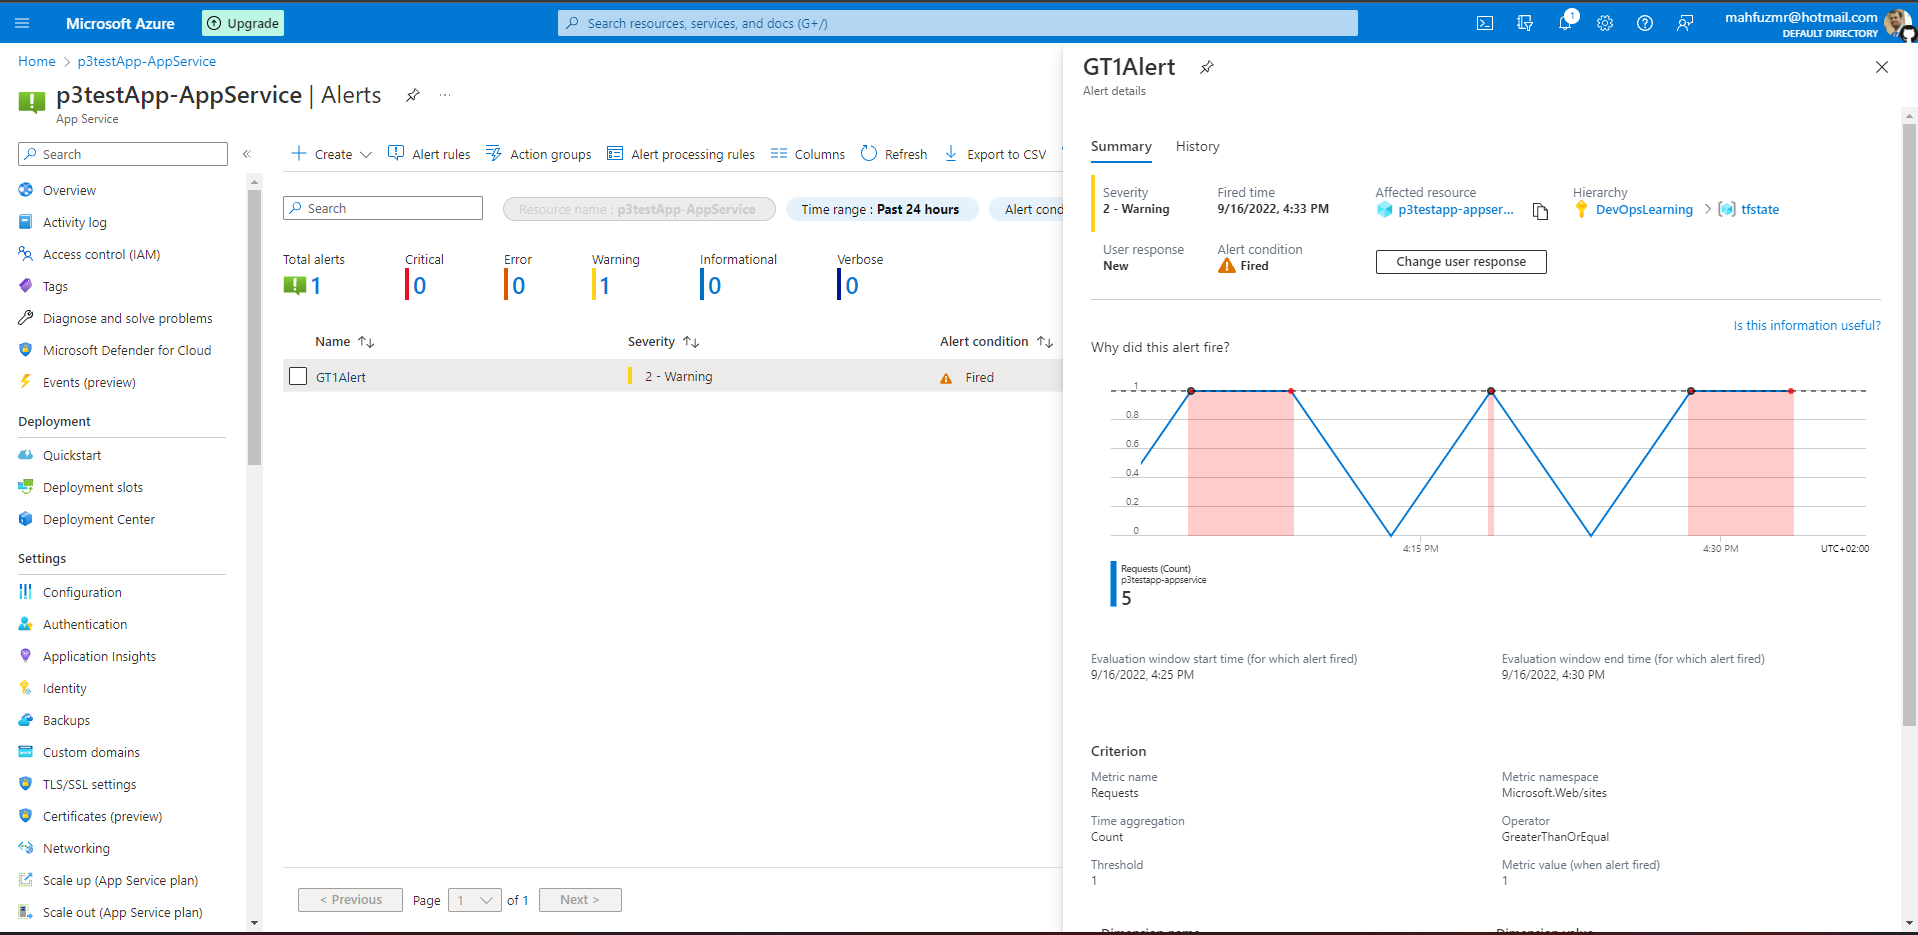 Microsoft Azure
Upgrade
Search resources, services, and docs (G+/)
1
mahfuzmr@hotmail.com
DEFAULT DIRECTORY
Home > p3testApp-AppService
p3testApp-AppService | Alerts
App Service
Search
Overview
Activity log
Access control (IAM)
Tags
Diagnose and solve problems
Microsoft Defender for Cloud
Events (preview)
Deployment
Quickstart
Deployment slots
Deployment Center
Settings
Configuration
Authentication
Application Insights
Identity
Backups
Custom domains
TLS/SSL settings
Certificates (preview)
Networking
Scale up (App Service plan)
Scale out (App Service plan)
Create Alert rules Action groups Alert processing rules Columns Refresh Export to CSV
Search Resource name : p3testApp-AppService Time range : Past 24 hours Alert cond
Total alerts Critical Error Warning Informational Verbose
1 0 0 1 0 0
Name Severity Alert condition
GT1Alert 2 - Warning Fired
< Previous Page 1 of 1 Next >
GT1Alert
Alert details
Summary History
Severity Fired time Affected resource Hierarchy
2 - Warning 9/16/2022, 4:33 PM p3testapp-appser... DevOpsLearning > tfstate
User response Alert condition
New Fired Change user response
Is this information useful?
Why did this alert fire?
1
0.8
0.6
0.4
0.2
0
4:15 PM 4:30 PM UTC+02:00
Requests (Count)
p3testapp-appservice
5
Evaluation window start time (for which alert fired) Evaluation window end time (for which alert fired)
9/16/2022, 4:25 PM 9/16/2022, 4:30 PM
Criterion
Metric name Metric namespace
Requests Microsoft.Web/sites
Time aggregation Operator
Count GreaterThanOrEqual
Threshold Metric value (when alert fired)
1 1
Dimension name Dimension value